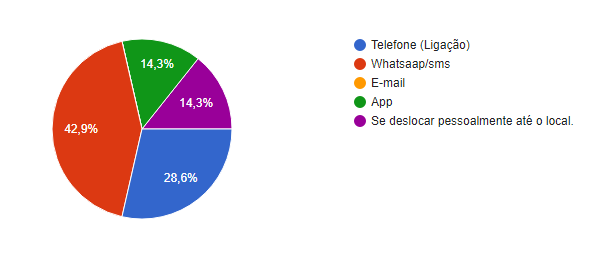 14,3%
14,3%
42,9%
28,6%
Telefone (Ligação)
Whatsaap/sms
E-mail
App
Se deslocar pessoalmente até o local.